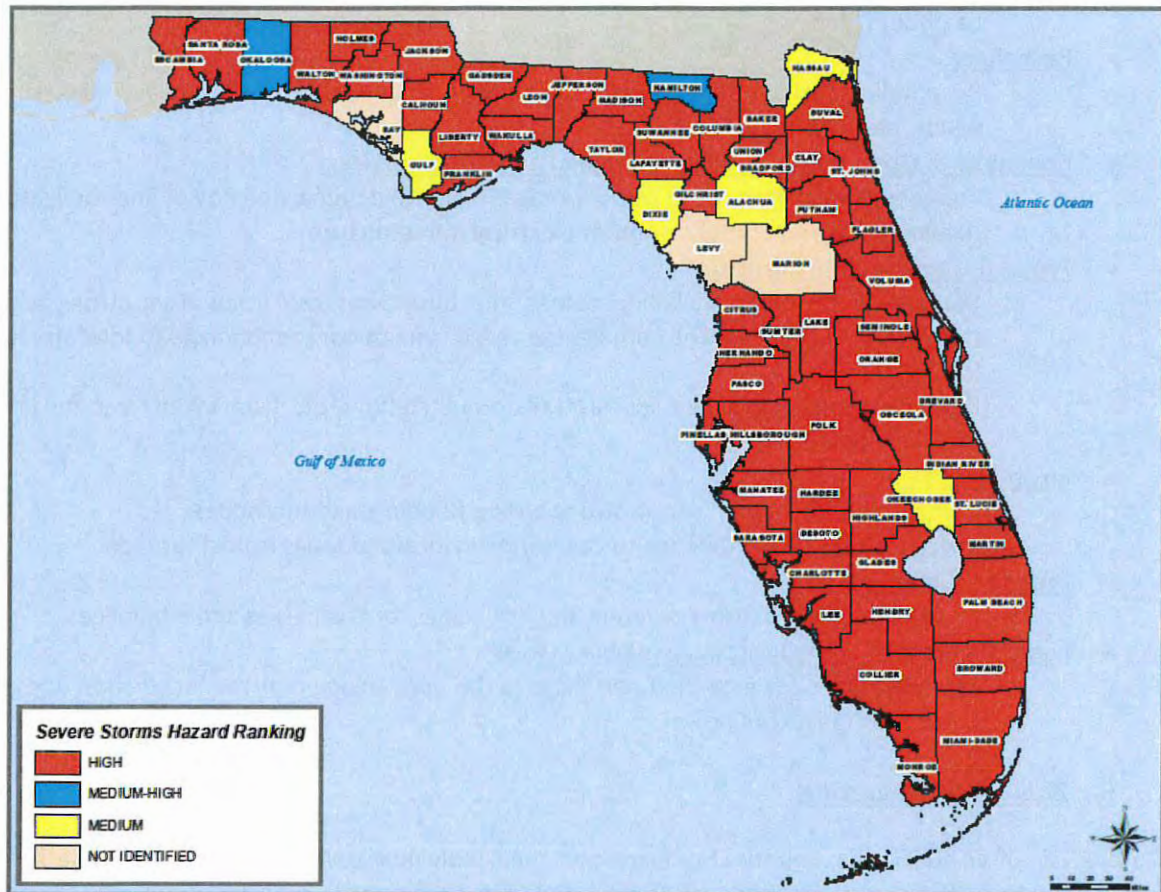 HOLMES
SANTA ROSA
JACKSON
ESCAMBIA
OKALOOSA
WALTON
WASHINGTON
GADSDEN
HAMILTON
NASSAU
JEFFERSON
LEON
MADISON
CALHOUN
BAY
LIBERTY
WAKULLA
SUWANNEE
COLUMBIA
BAKER
DUVAL
TAYLOR
GULF
FRANKLIN
LAFAYETTE
UNION
BRADFORD
CLAY
ST. JOHNS
GILCHRIST
ALACHUA
DIXIE
PUTNAM
Atlantic Ocean
FLAGLER
LEVY
MARION
VOLUSIA
CITRUS
SUMTER
LAKE
SEMINOLE
HERNANDO
ORANGE
PASCO
BREVARD
OSCEOLA
POLK
PINELLAS
HILLSBOROUGH
Gulf of Mexico
INDIAN RIVER
MANATEE
HARDEE
OKEECHOBEE
ST. LUCIE
HIGHLANDS
SARASOTA
DESOTO
MARTIN
GLADES
CHARLOTTE
LEE
HENDRY
PALM BEACH
COLLIER
BROWARD
MIAMI-DADE
MONROE
Severe Storms Hazard Ranking
HIGH
MEDIUM-HIGH
MEDIUM
NOT IDENTIFIED